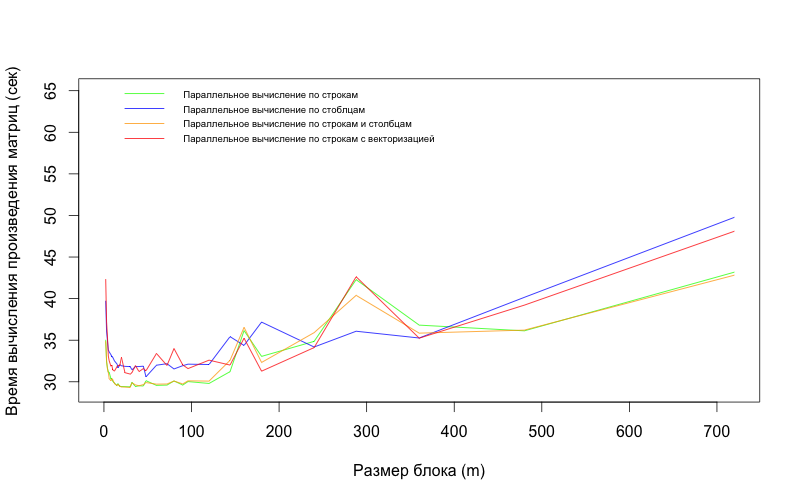 Время вычисления произведения матриц (сек)
65
60
55
50
45
40
35
30
Параллельное вычисление по строкам
Параллельное вычисление по стоблцам
Параллельное вычисление по строкам и столбцам
Параллельное вычисление по строкам с векторизацией
0 100 200 300 400 500 600 700
Размер блока (m)